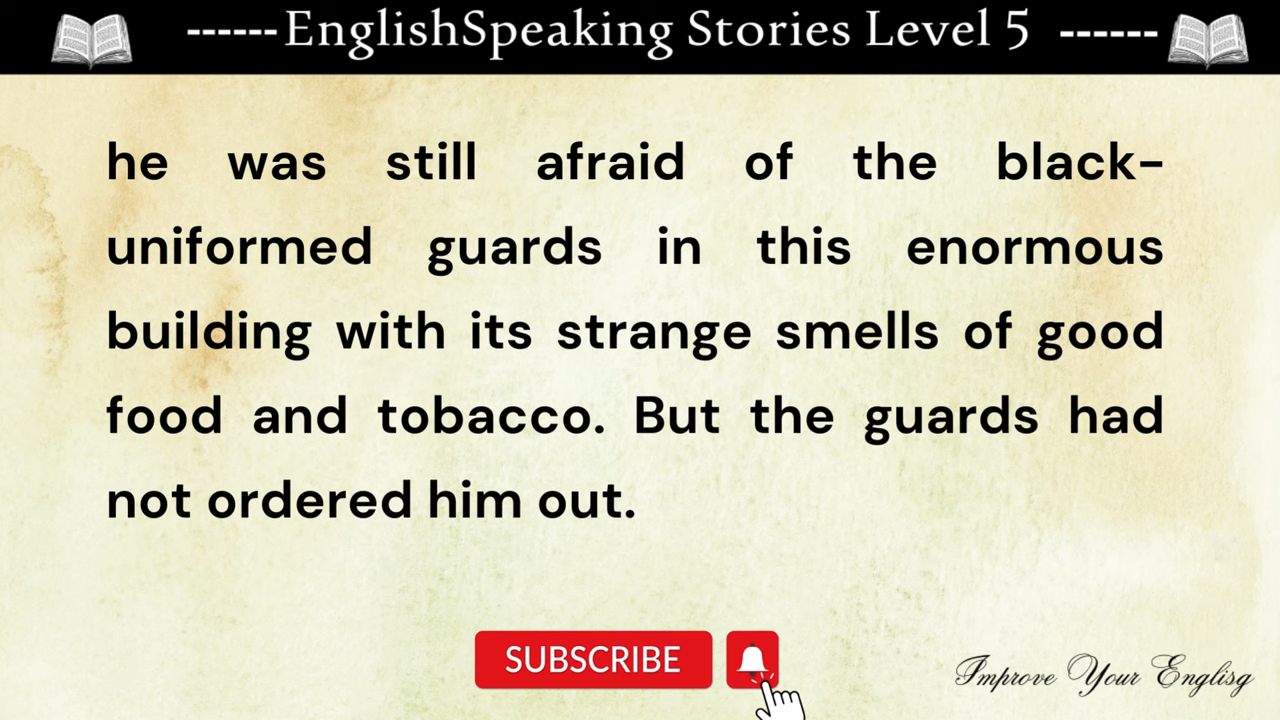 ------EnglishSpeaking Stories Level 5 ------
he was still afraid of the black-
uniformed guards in this enormous
building with its strange smells of good
food and tobacco. But the guards had
not ordered him out.
SUBSCRIBE
Improve Your Englisg